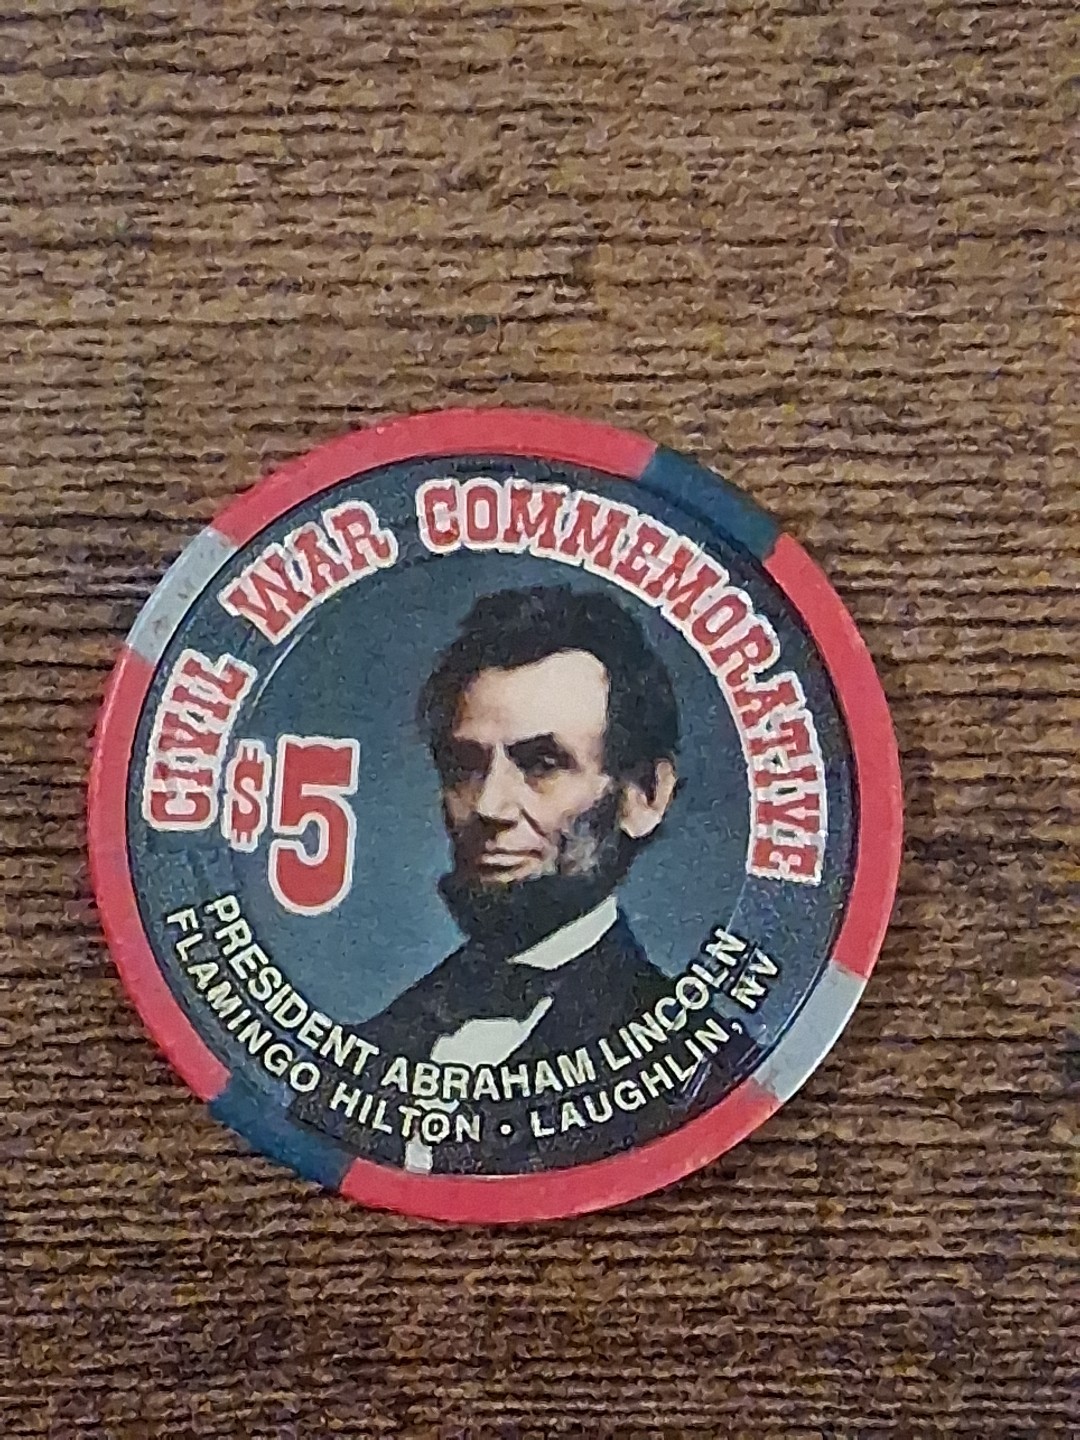 CIVIL WAR COMMEMORATIVE
$5
PRESIDENT ABRAHAM LINCOLN
FLAMINGO HILTON • LAUGHLIN, NV